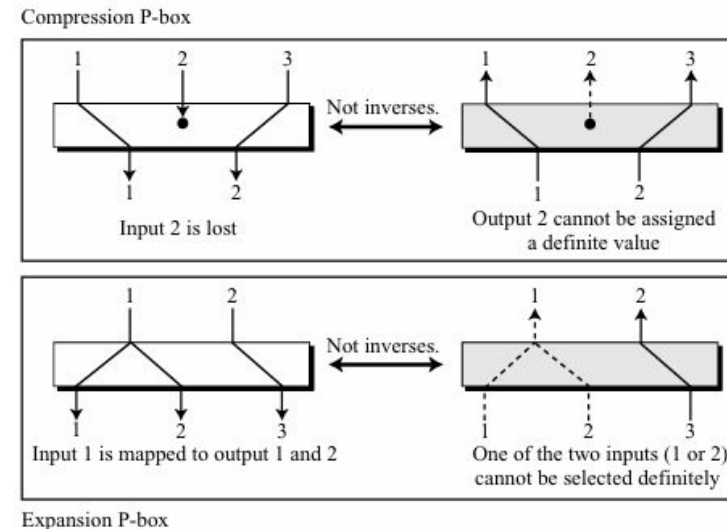 Compression P-box
1 2 3 1 2 3
Not inverses.
1 2 1 2
Input 2 is lost
Output 2 cannot be assigned
a definite value
1 2 1 2
Not inverses.
1 2 3 1 2 3
Input 1 is mapped to output 1 and 2
One of the two inputs (1 or 2)
cannot be selected definitely
Expansion P-box